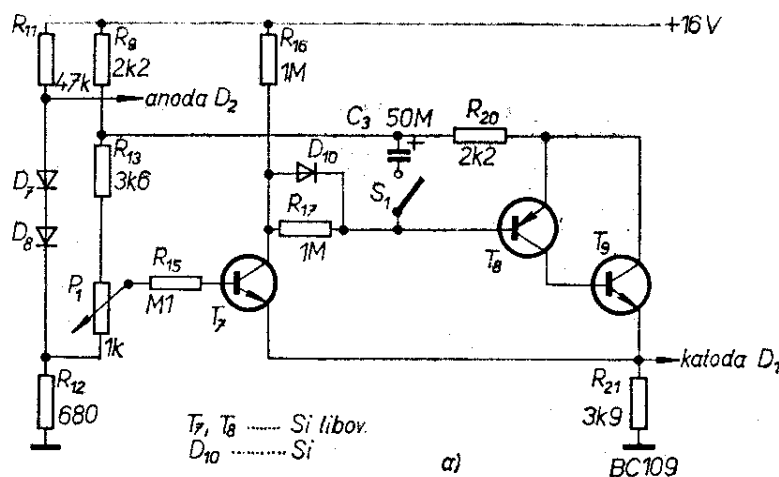 R11
R9
2k2
R16
1M
+16V
47k
anoda D2
C3 50M
+
R20
2k2
R13
3k6
D10
D7
S1
R17
1M
D8
T8
T9
P1
R15
M1
T7
1k
katoda D1
R12
680
R21
3k9
T7, T8 ...... Si libov.
D10 ........ Si
a)
BC109